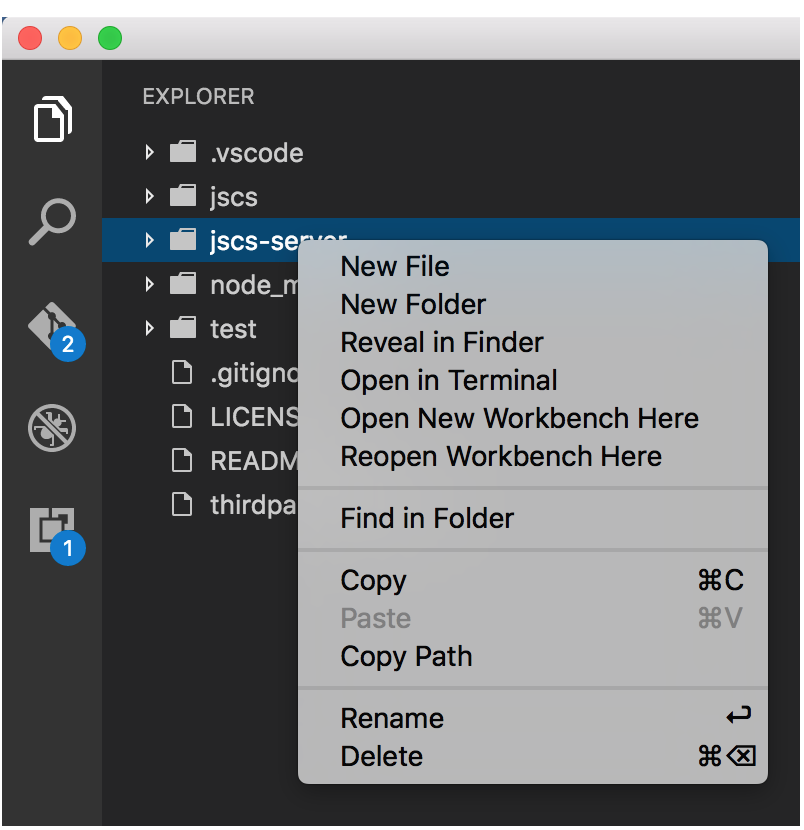 EXPLORER
.vscode
jscs
jscs-server
test
New File
New Folder
Reveal in Finder
Open in Terminal
Open New Workbench Here
Reopen Workbench Here
Find in Folder
Copy ⌘C
Paste ⌘V
Copy Path
Rename ↩
Delete ⌘⌫
node_m
.gitigno
LICENS
READM
thirdpa
2
1